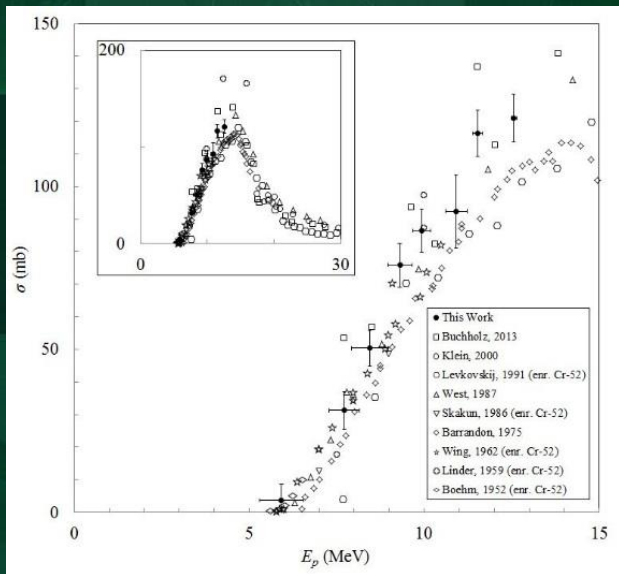 150
200
0
0
30
100
σ (mb)
50
This Work
Buchholz, 2013
Klein, 2000
Levkovskij, 1991 (enr. Cr-52)
West, 1987
Skakun, 1986 (enr. Cr-52)
Barrandon, 1975
Wing, 1962 (enr. Cr-52)
Linder, 1959 (enr. Cr-52)
Boehm, 1952 (enr. Cr-52)
0
0
5
10
15
E_p (MeV)